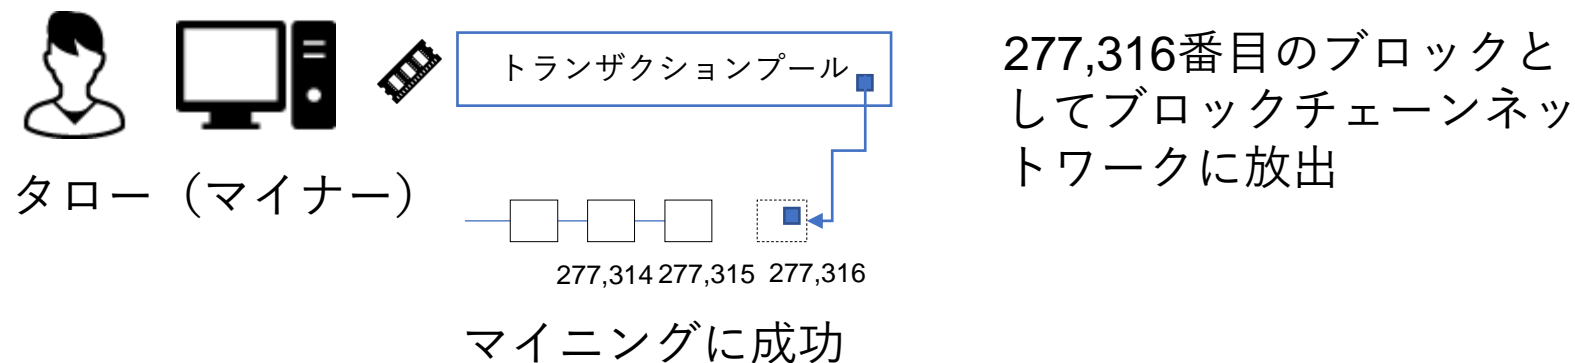 トランザクションプール
277,316番目のブロックと
してブロックチェーンネッ
トワークに放出
タロー（マイナー）
277,314 277,315 277,316
マイニングに成功